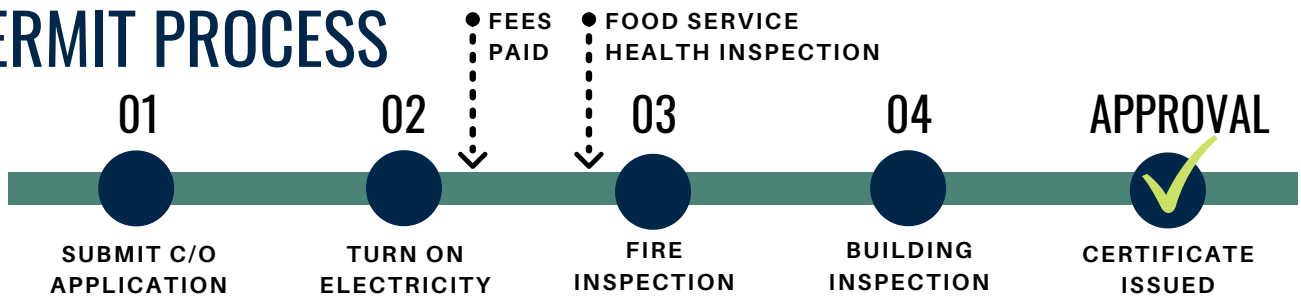 ERMIT PROCESS
FEES
PAID
FOOD SERVICE
HEALTH INSPECTION
01
02
03
04
APPROVAL
SUBMIT C/O
APPLICATION
TURN ON
ELECTRICITY
FIRE
INSPECTION
BUILDING
INSPECTION
CERTIFICATE
ISSUED